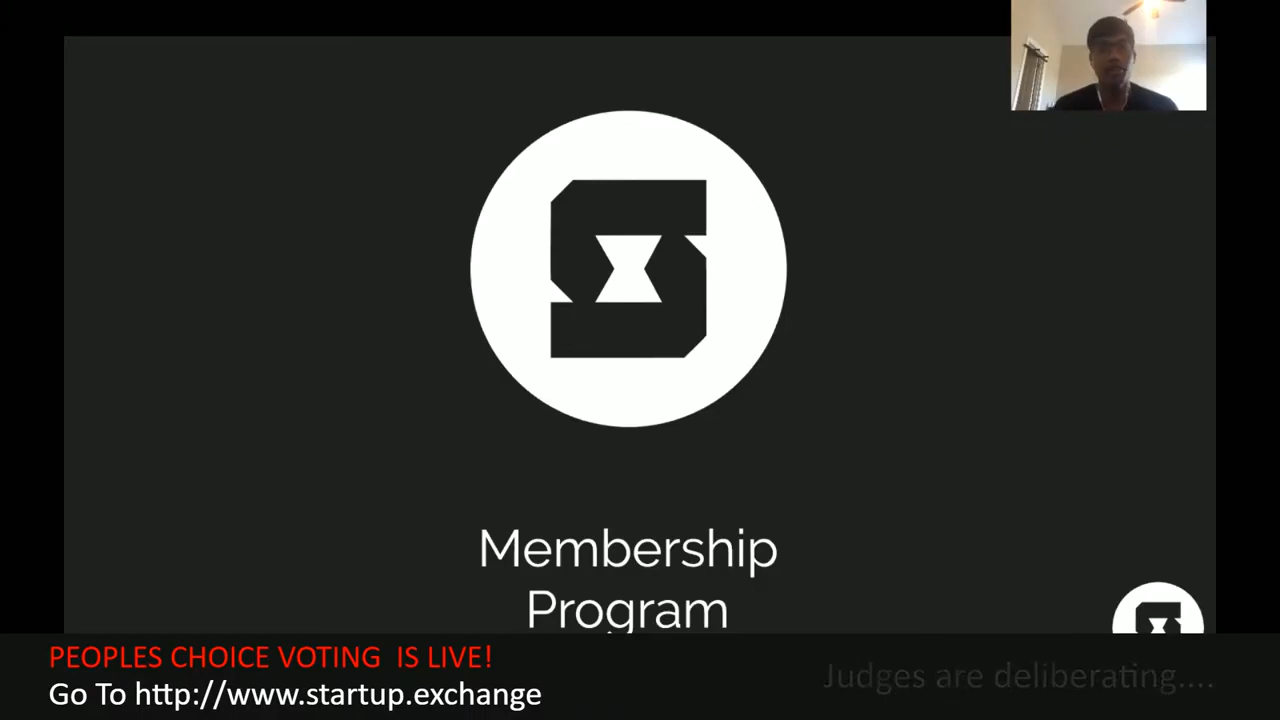 Membership
Program
PEOPLES CHOICE VOTING IS LIVE!
Go To http://www.startup.exchange
Judges are deliberating....